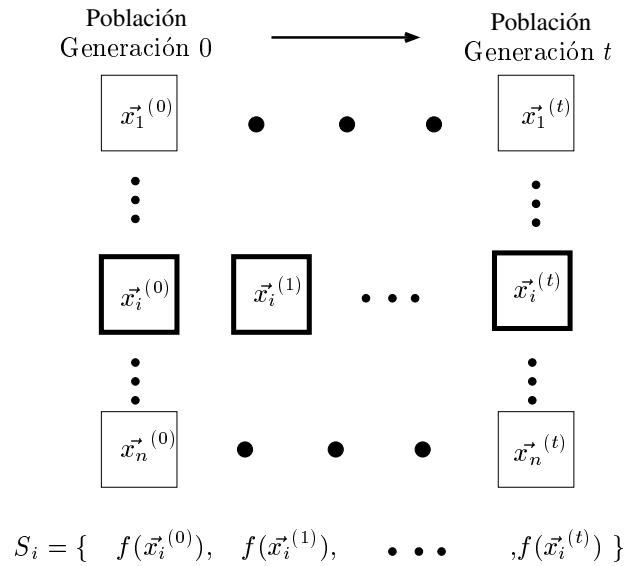 Población Población
Generación 0 Generación t
x⃗₁⁽⁰⁾ x⃗₁⁽ᵗ⁾
x⃗ᵢ⁽⁰⁾ x⃗ᵢ⁽¹⁾ • • • x⃗ᵢ⁽ᵗ⁾
x⃗ₙ⁽⁰⁾ x⃗ₙ⁽ᵗ⁾
Sᵢ = { f(x⃗ᵢ⁽⁰⁾), f(x⃗ᵢ⁽¹⁾), • • • ,f(x⃗ᵢ⁽ᵗ⁾) }